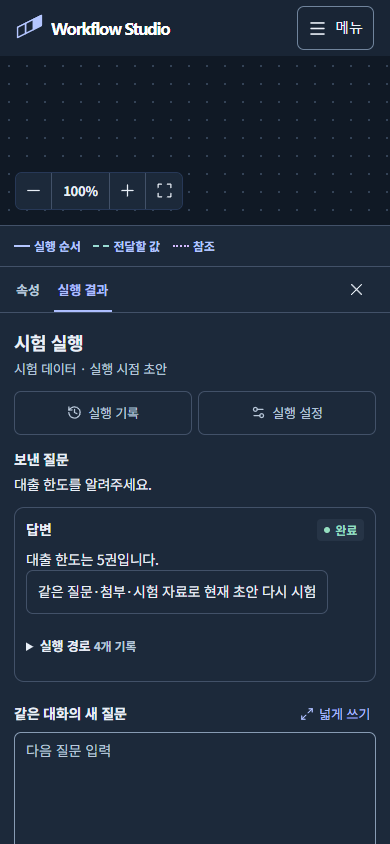 Workflow Studio
메뉴
100%
실행 순서 전달할 값 참조
속성 실행 결과
시험 실행
시험 데이터 · 실행 시점 초안
실행 기록
실행 설정
보낸 질문
대출 한도를 알려주세요.
답변
완료
대출 한도는 5권입니다.
같은 질문·첨부·시험 자료로 현재 초안 다시 시험
실행 경로 4개 기록
같은 대화의 새 질문
넓게 쓰기
다음 질문 입력